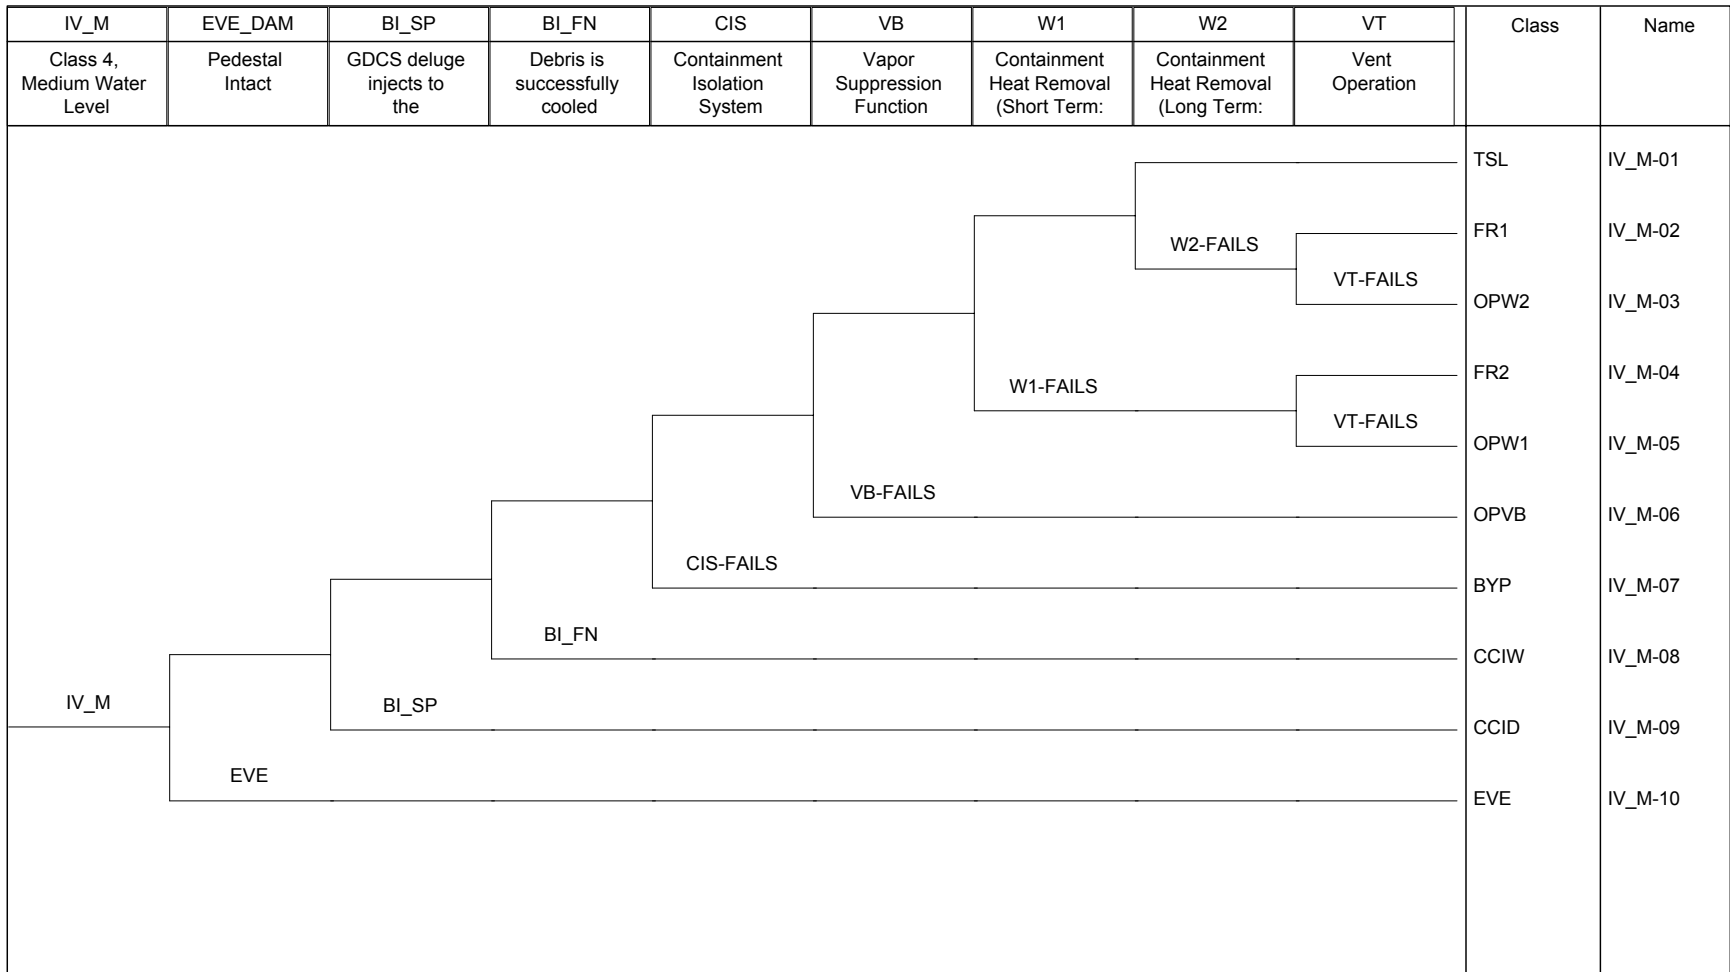 IV_M EVE_DAM BI_SP BI_FN CIS VB W1 W2 VT Class Name
Class 4, Pedestal GDCS deluge Debris is Containment Vapor Containment Containment Vent
Medium Water Intact injects to successfully Isolation Suppression Heat Removal Heat Removal Operation
Level the cooled System Function (Short Term: (Long Term:
TSL IV_M-01
FR1 IV_M-02
W2-FAILS
VT-FAILS
OPW2 IV_M-03
FR2 IV_M-04
W1-FAILS
VT-FAILS
OPW1 IV_M-05
VB-FAILS
OPVB IV_M-06
CIS-FAILS
BYP IV_M-07
BI_FN
CCIW IV_M-08
IV_M BI_SP
CCID IV_M-09
EVE
EVE IV_M-10